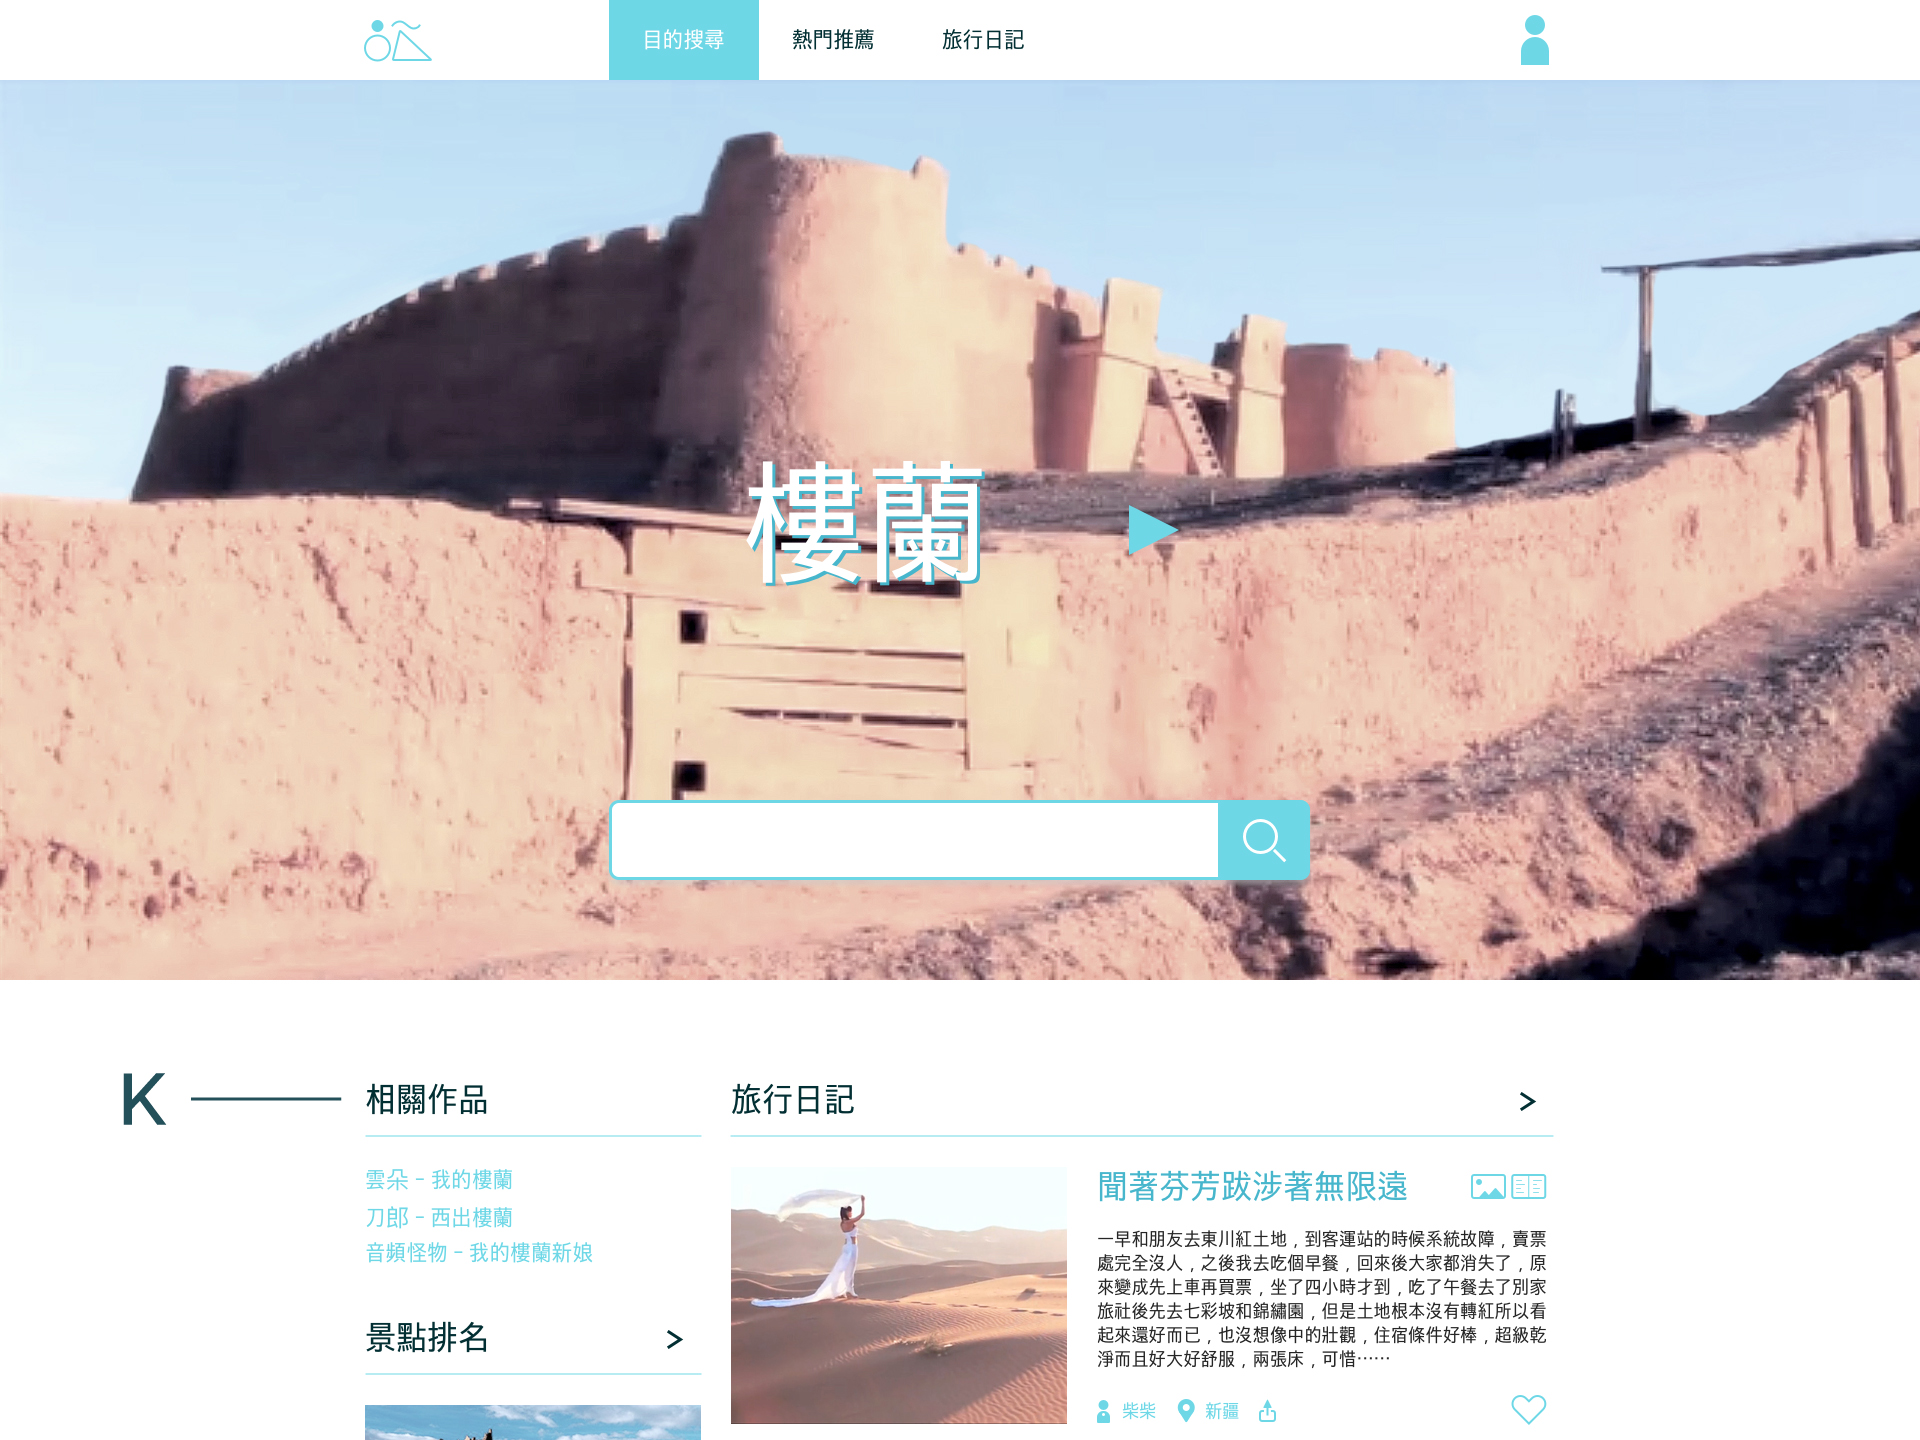 目的搜尋
熱門推薦
旅行日記
樓蘭
K
相關作品
旅行日記
雲朵 - 我的樓蘭
刀郎 - 西出樓蘭
音頻怪物 - 我的樓蘭新娘
景點排名
聞著芬芳跋涉著無限遠
一早和朋友去東川紅土地，到客運站的時候系統故障，賣票
處完全沒人，之後我去吃個早餐，回來後大家都消失了，原
來變成先上車再買票，坐了四小時才到，吃了午餐去了別家
旅社後先去七彩坡和錦繡園，但是土地根本沒有轉紅所以看
起來還好而已，也沒想像中的壯觀，住宿條件好棒，超級乾
淨而且好大好舒服，兩張床，可惜⋯⋯
柴柴
新疆